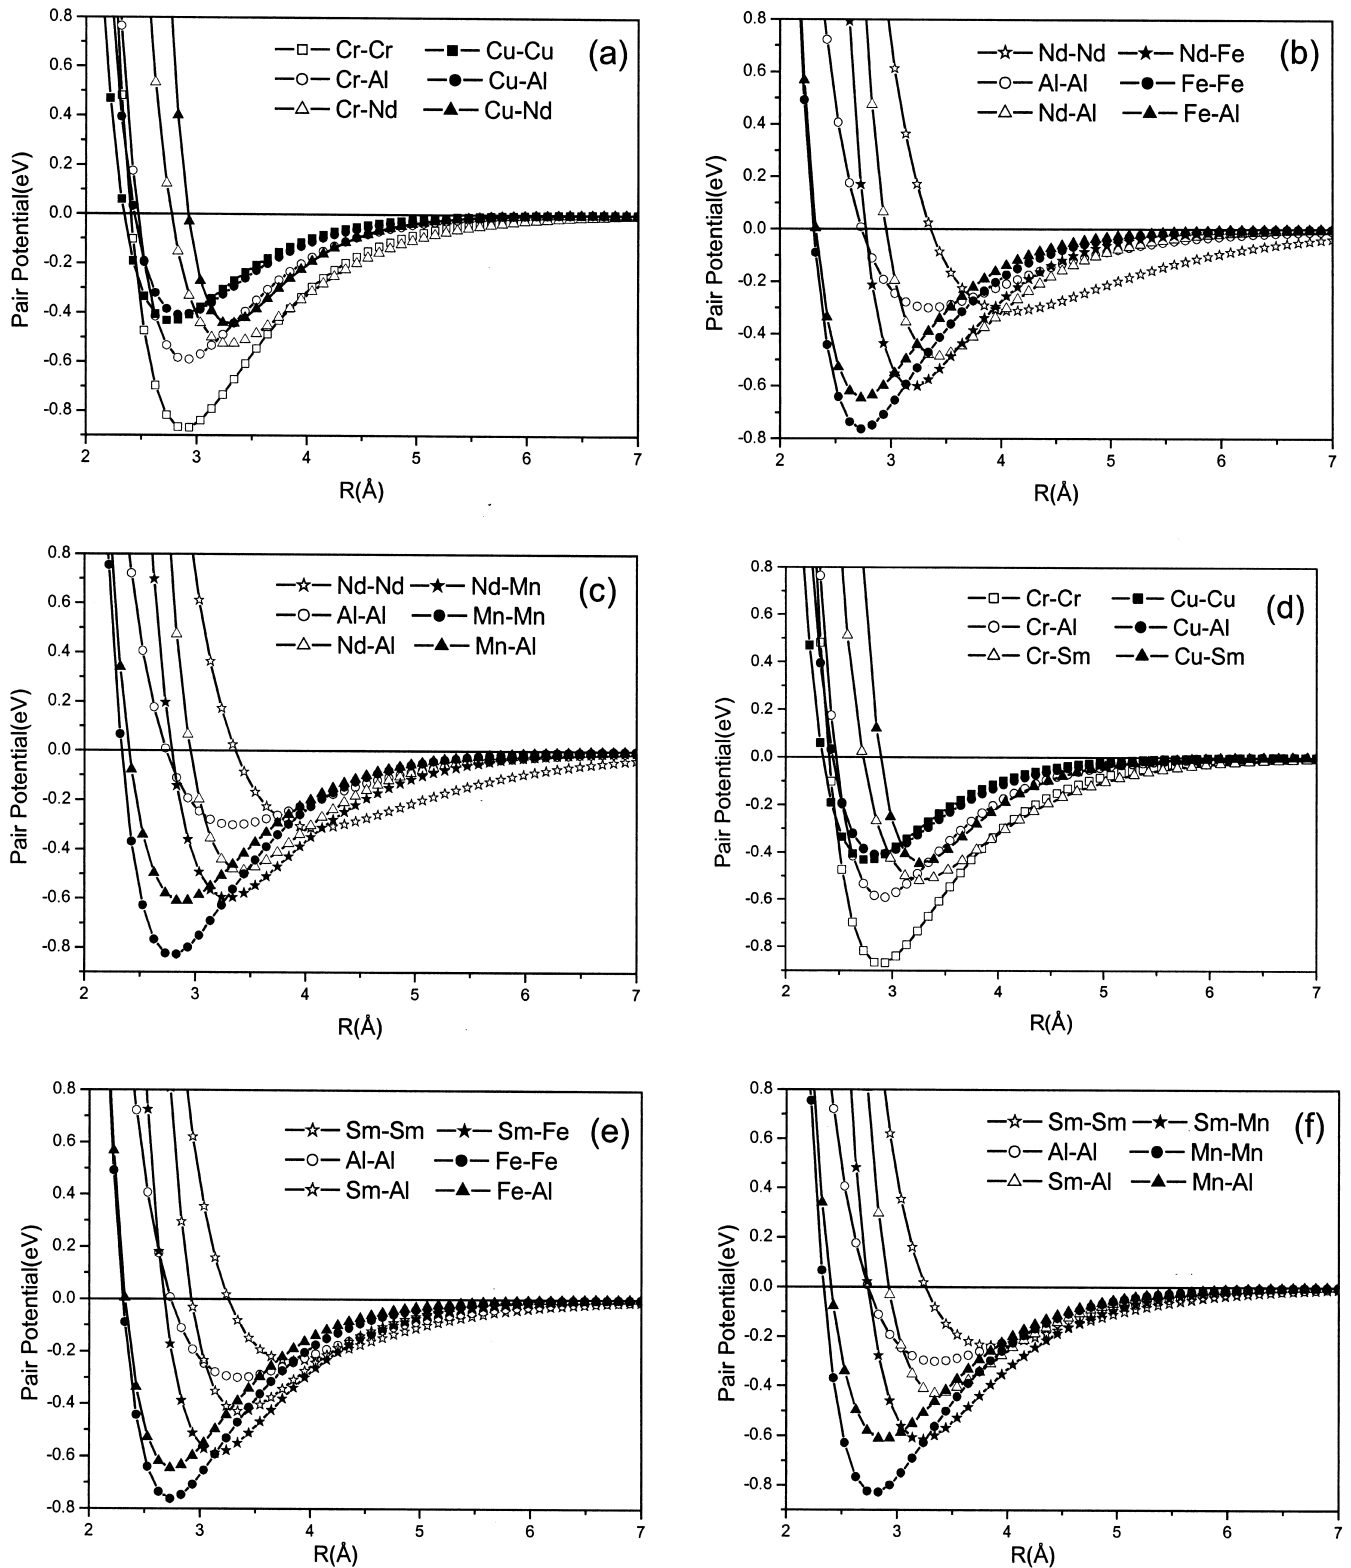 0.8
0.6
0.4
0.2
0.0
-0.2
-0.4
-0.6
-0.8
Pair Potential(eV)
Cr-Cr Cu-Cu (a)
Cr-Al Cu-Al
Cr-Nd Cu-Nd
2 3 4 5 6 7
R(Å)
0.8
0.6
0.4
0.2
0.0
-0.2
-0.4
-0.6
-0.8
Pair Potential(eV)
Nd-Nd Nd-Fe (b)
Al-Al Fe-Fe
Nd-Al Fe-Al
2 3 4 5 6 7
R(Å)
0.8
0.6
0.4
0.2
0.0
-0.2
-0.4
-0.6
-0.8
Pair Potential(eV)
Nd-Nd Nd-Mn (c)
Al-Al Mn-Mn
Nd-Al Mn-Al
2 3 4 5 6 7
R(Å)
0.8
0.6
0.4
0.2
0.0
-0.2
-0.4
-0.6
-0.8
Pair Potential(eV)
Cr-Cr Cu-Cu (d)
Cr-Al Cu-Al
Cr-Sm Cu-Sm
2 3 4 5 6 7
R(Å)
0.8
0.6
0.4
0.2
0.0
-0.2
-0.4
-0.6
-0.8
Pair Potential(eV)
Sm-Sm Sm-Fe (e)
Al-Al Fe-Fe
Sm-Al Fe-Al
2 3 4 5 6 7
R(Å)
0.8
0.6
0.4
0.2
0.0
-0.2
-0.4
-0.6
-0.8
Pair Potential(eV)
Sm-Sm Sm-Mn (f)
Al-Al Mn-Mn
Sm-Al Mn-Al
2 3 4 5 6 7
R(Å)